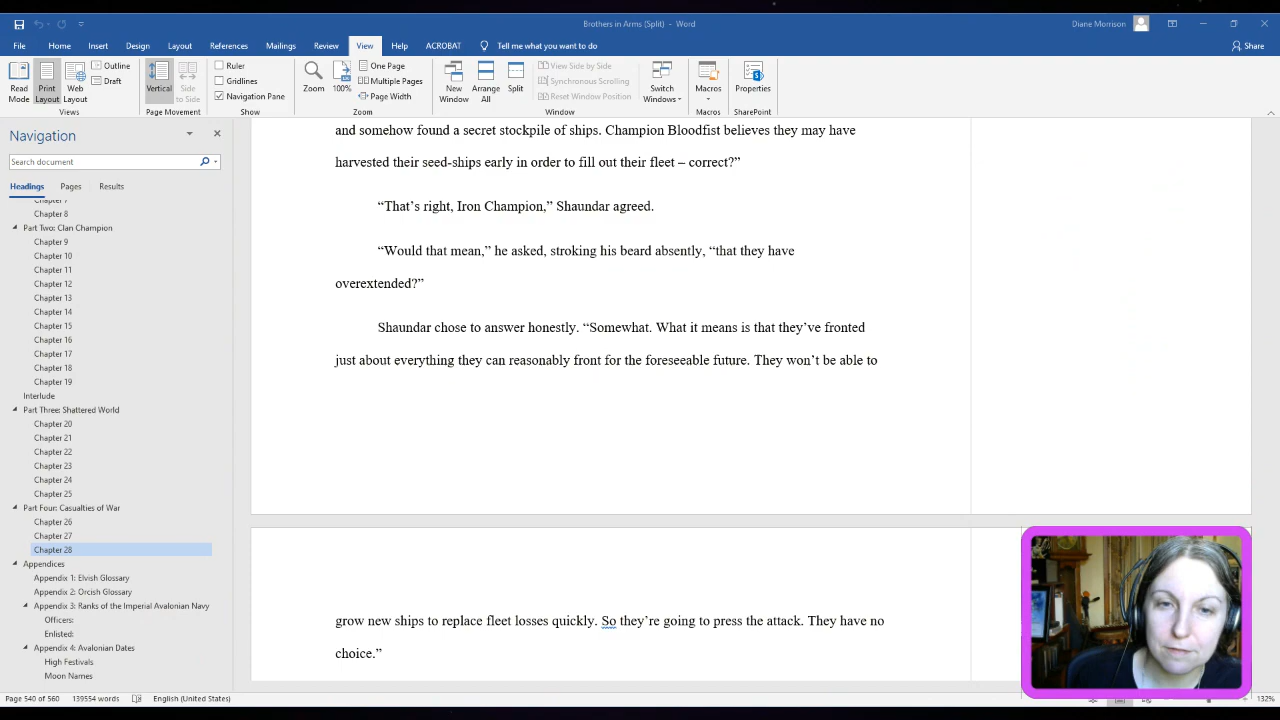 Brothers in Arms (Split) - Word
Diane Morrison
File Home Insert Design Layout References Mailings Review View Help ACROBAT Tell me what you want to do Share
Read Mode
Print Layout
Web Layout
Outline
Draft
Views
Vertical
Side to Side
Page Movement
Ruler
Gridlines
Navigation Pane
Show
Zoom
100%
One Page
Multiple Pages
Page Width
Zoom
New Window
Arrange All
Split
View Side by Side
Synchronous Scrolling
Reset Window Position
Window
Switch Windows
Macros
Macros
Properties
SharePoint
Navigation
Search document
Headings Pages Results
Chapter 7
Chapter 8
Part Two: Clan Champion
Chapter 9
Chapter 10
Chapter 11
Chapter 12
Chapter 13
Chapter 14
Chapter 15
Chapter 16
Chapter 17
Chapter 18
Chapter 19
Interlude
Part Three: Shattered World
Chapter 20
Chapter 21
Chapter 22
Chapter 23
Chapter 24
Chapter 25
Part Four: Casualties of War
Chapter 26
Chapter 27
Chapter 28
Appendices
Appendix 1: Elvish Glossary
Appendix 2: Orcish Glossary
Appendix 3: Ranks of the Imperial Avalonian Navy
Officers:
Enlisted:
Appendix 4: Avalonian Dates
High Festivals
Moon Names
and somehow found a secret stockpile of ships. Champion Bloodfist believes they may have
harvested their seed-ships early in order to fill out their fleet – correct?”
“That’s right, Iron Champion,” Shaundar agreed.
“Would that mean,” he asked, stroking his beard absently, “that they have
overextended?”
Shaundar chose to answer honestly. “Somewhat. What it means is that they’ve fronted
just about everything they can reasonably front for the foreseeable future. They won’t be able to
grow new ships to replace fleet losses quickly. So they’re going to press the attack. They have no
choice.”
Page 540 of 560 139554 words English (United States) 132%